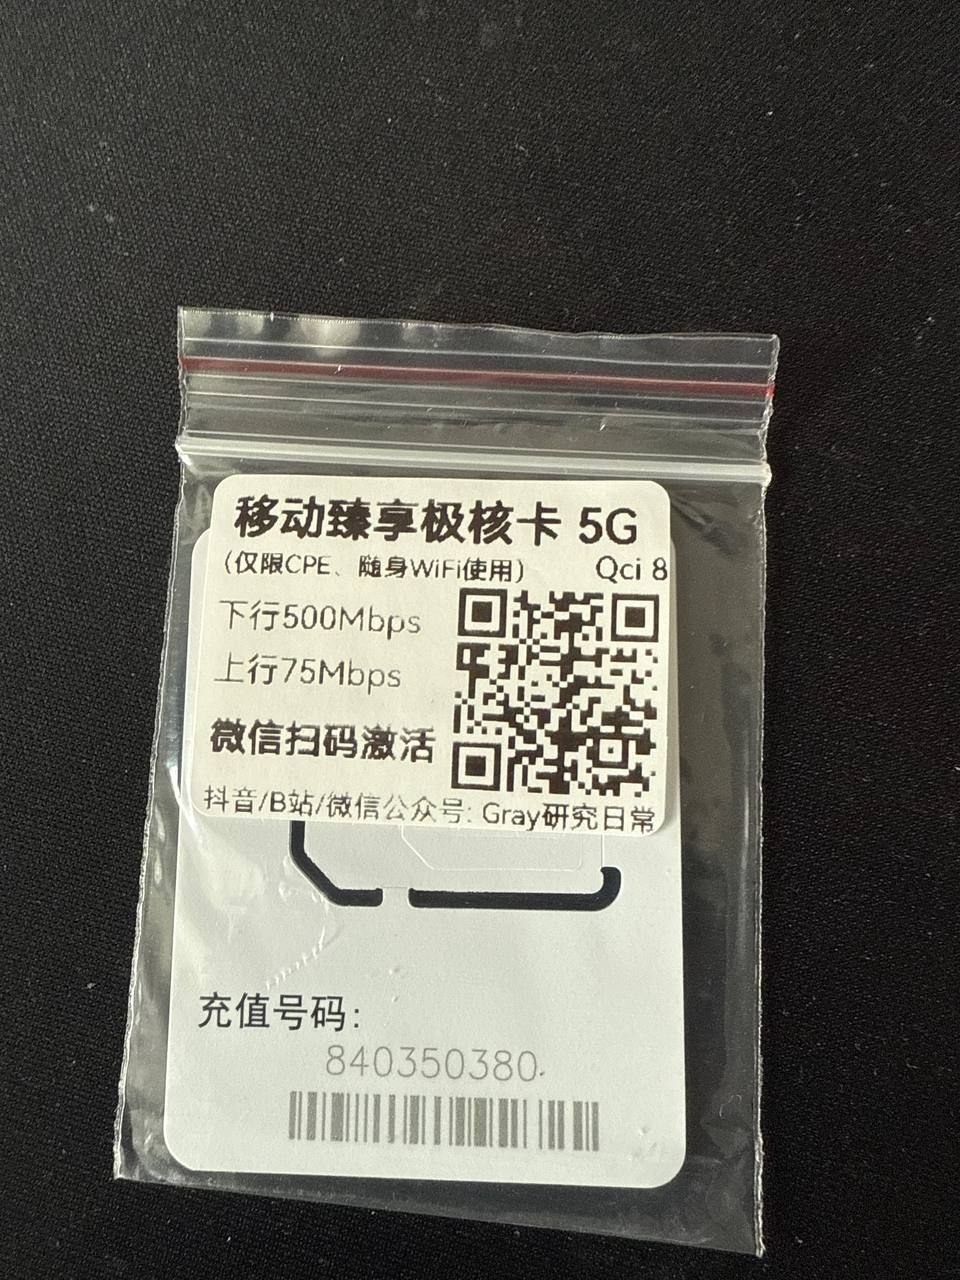 移动臻享极核卡 5G
(仅限CPE、随身WiFi使用) Qci 8
下行500Mbps
上行75Mbps
微信扫码激活
抖音/B站/微信公众号: Gray研究日常
充值号码:
840350380